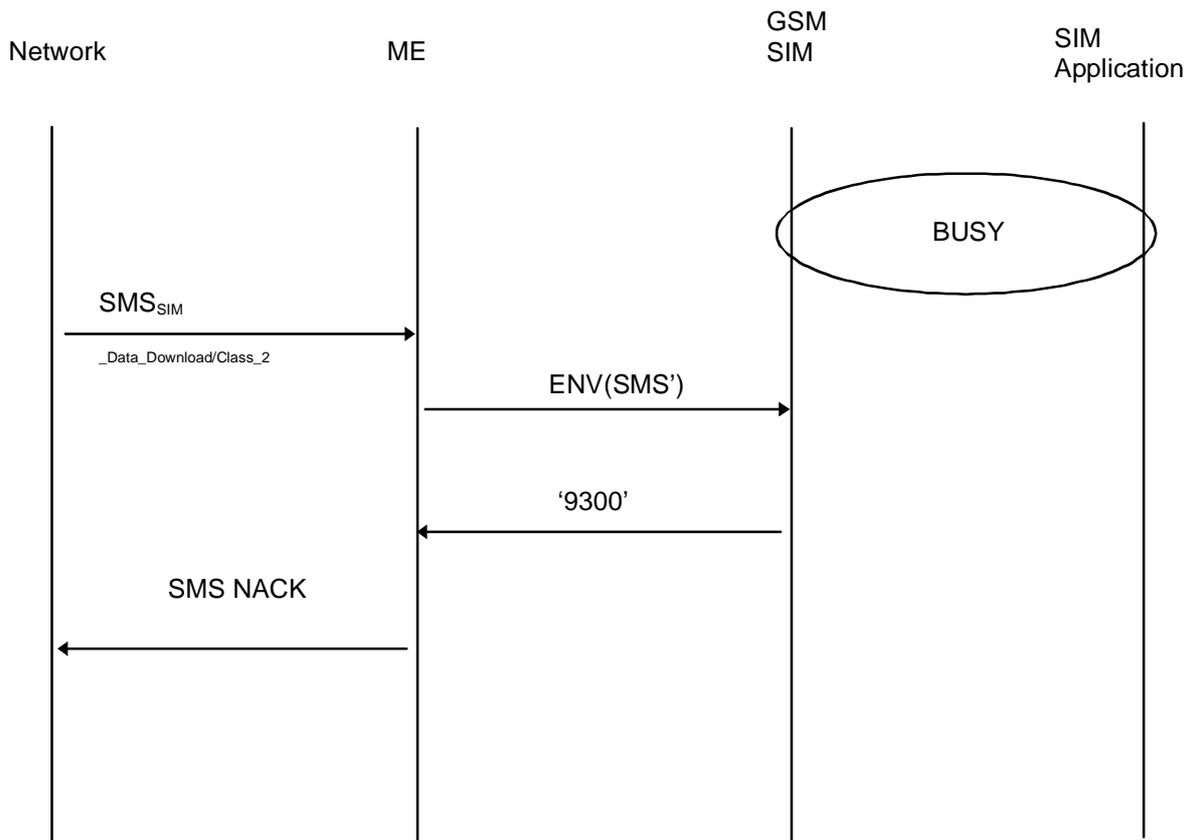 Network
ME
GSM
SIM
SIM
Application
BUSY
SMSSIM
_Data_Download/Class_2
ENV(SMS’)
‘9300’
SMS NACK